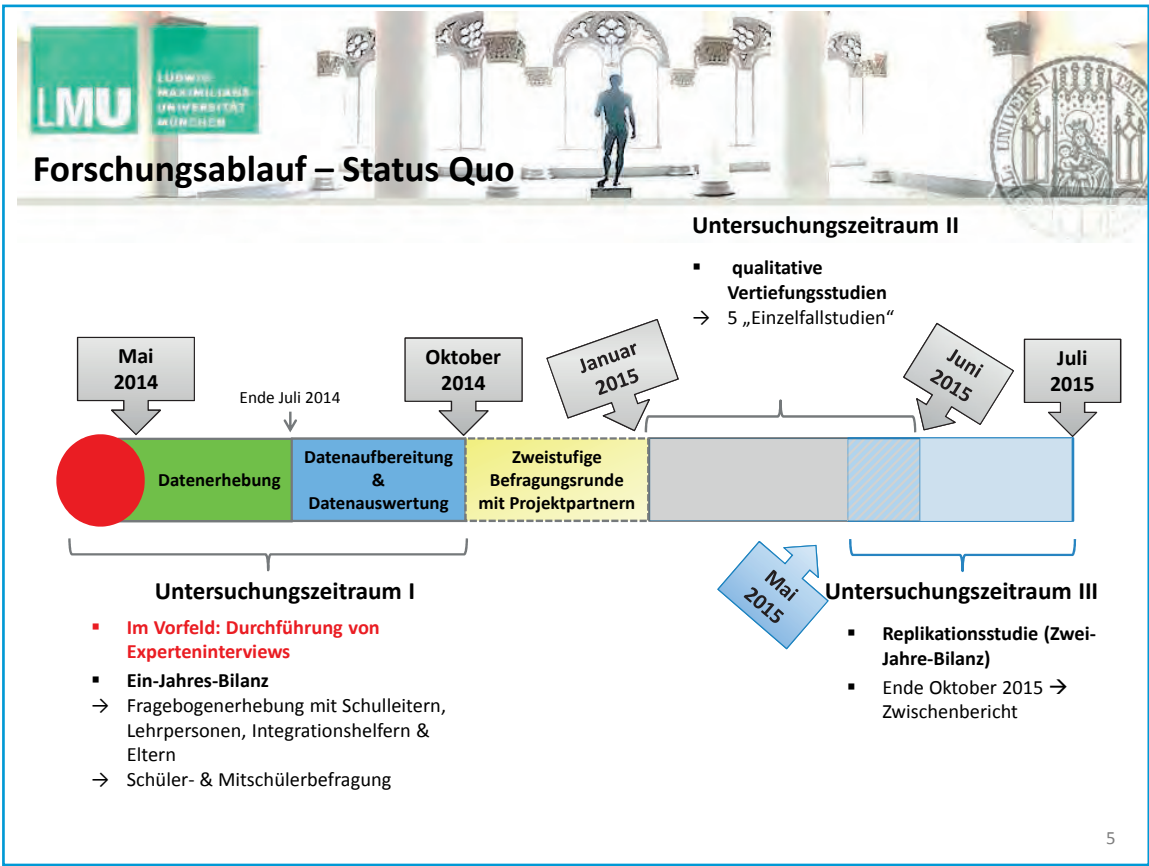 LMU
LUDWIG-
MAXIMILIANS-
UNIVERSITÄT
MÜNCHEN
Forschungsablauf – Status Quo
Untersuchungszeitraum II
▪ qualitative
Vertiefungsstudien
→ 5 „Einzelfallstudien“
Mai
2014
Ende Juli 2014
Oktober
2014
Januar
2015
Juni
2015
Juli
2015
Datenerhebung
Datenaufbereitung
&
Datenauswertung
Zweistufige
Befragungsrunde
mit Projektpartnern
Mai
2015
Untersuchungszeitraum I
▪ Im Vorfeld: Durchführung von
Experteninterviews
▪ Ein-Jahres-Bilanz
→ Fragebogenerhebung mit Schulleitern,
Lehrpersonen, Integrationshelfern &
Eltern
→ Schüler- & Mitschülerbefragung
Untersuchungszeitraum III
▪ Replikationsstudie (Zwei-
Jahre-Bilanz)
▪ Ende Oktober 2015 →
Zwischenbericht
5